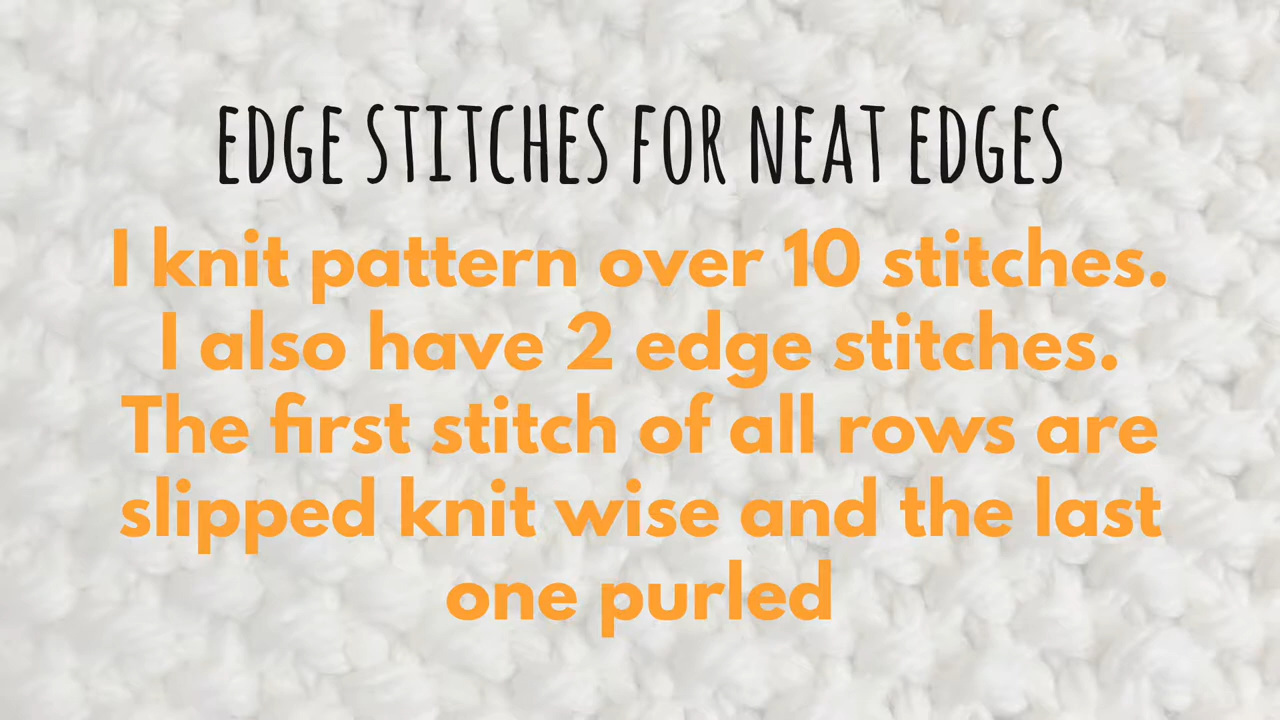 EDGE STITCHES FOR NEAT EDGES
I knit pattern over 10 stitches.
I also have 2 edge stitches.
The first stitch of all rows are
slipped knit wise and the last
one purled